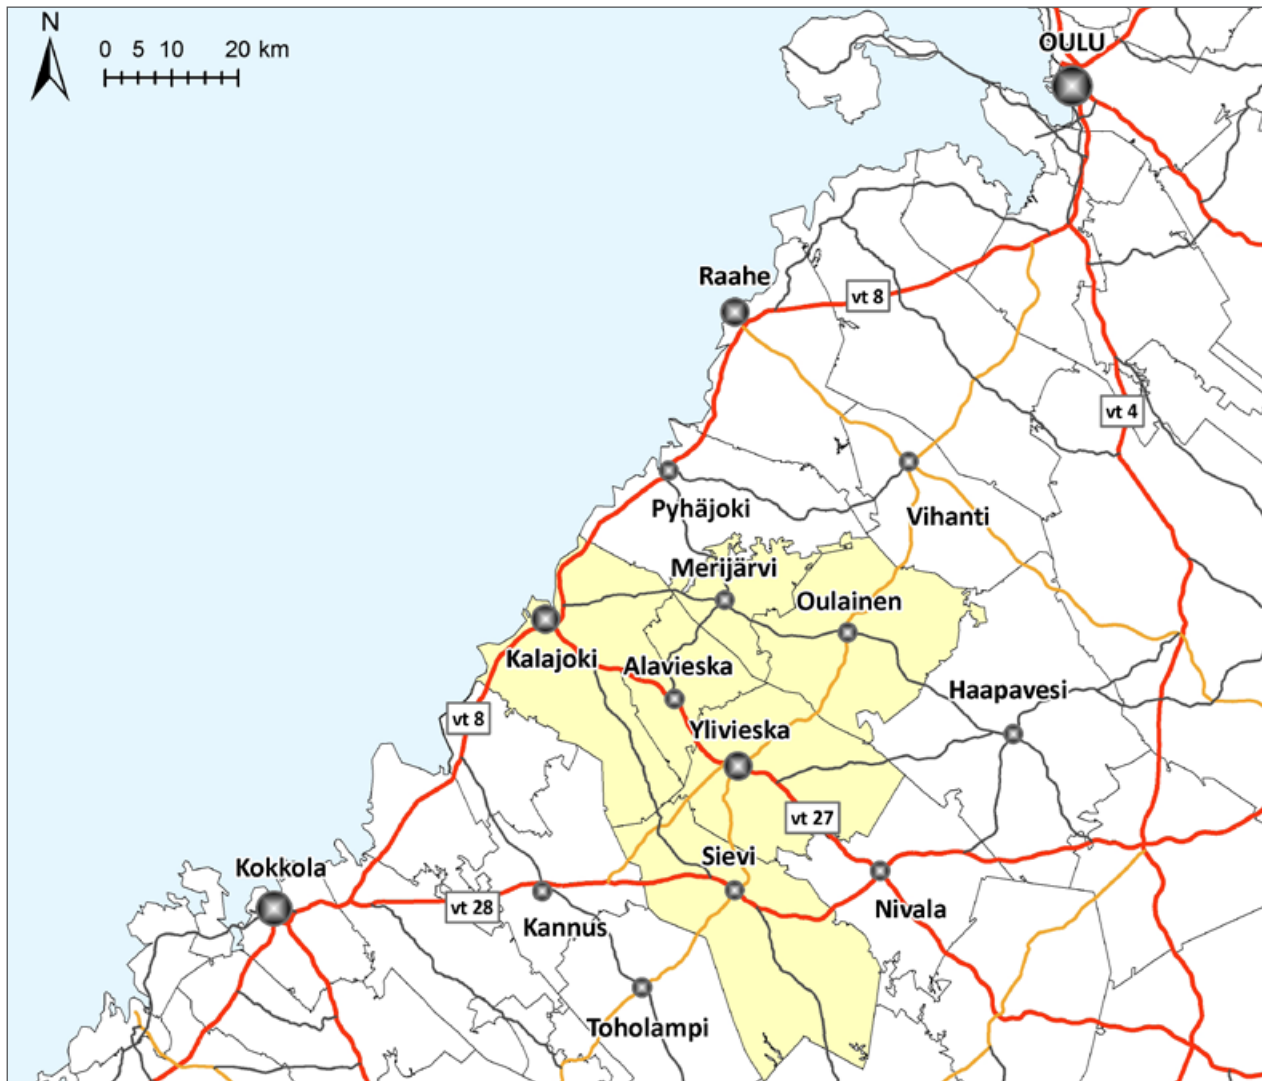 N
0 5 10 20 km
OULU
Raahe
vt 8
vt 4
Pyhäjoki
Vihanti
Merijärvi
Oulainen
Kalajoki
Alavieska
Haapavesi
vt 8
Ylivieska
vt 27
Sievi
Kokkola
vt 28
Kannus
Nivala
Toholampi